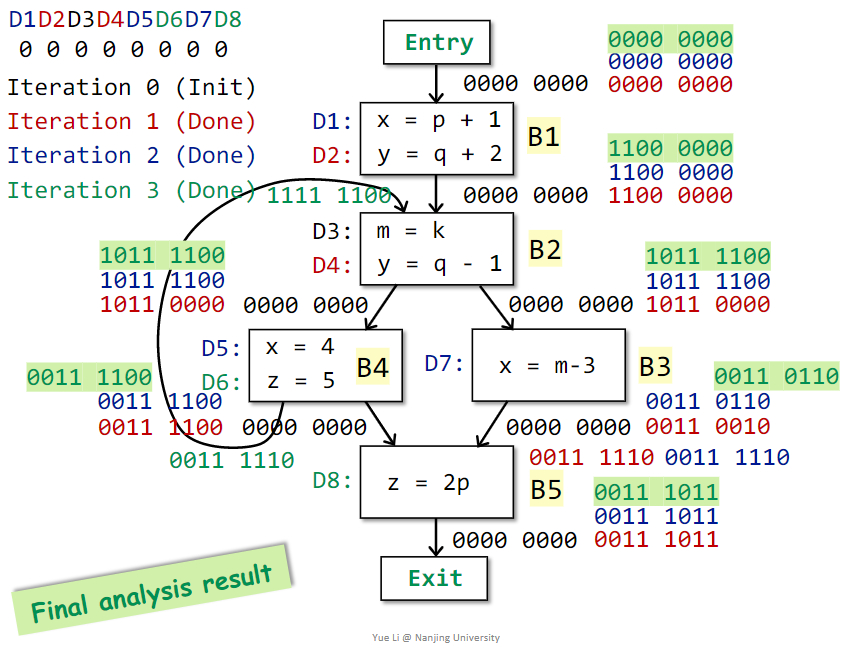 D1D2D3D4D5D6D7D8
0 0 0 0 0 0 0 0
Iteration 0 (Init)
Iteration 1 (Done)
Iteration 2 (Done)
Iteration 3 (Done)
Entry
0000 0000
0000 0000
0000 0000
0000 0000
D1: x = p + 1
D2: y = q + 2
B1
1100 0000
1100 0000
0000 0000 1100 0000
1111 1100
D3: m = k
D4: y = q - 1
B2
1011 1100
1011 1100
1011 0000 0000 0000
1011 1100
1011 1100
0000 0000 1011 0000
D5: x = 4
D6: z = 5
B4
D7: x = m-3
B3
0011 1100
0011 1100
0011 1100 0000 0000
0011 0110
0011 0110
0000 0000 0011 0010
0011 1110
0011 1110 0011 1110
D8: z = 2p
B5
0011 1011
0011 1011
0000 0000 0011 1011
Exit
Final analysis result
Yue Li @ Nanjing University